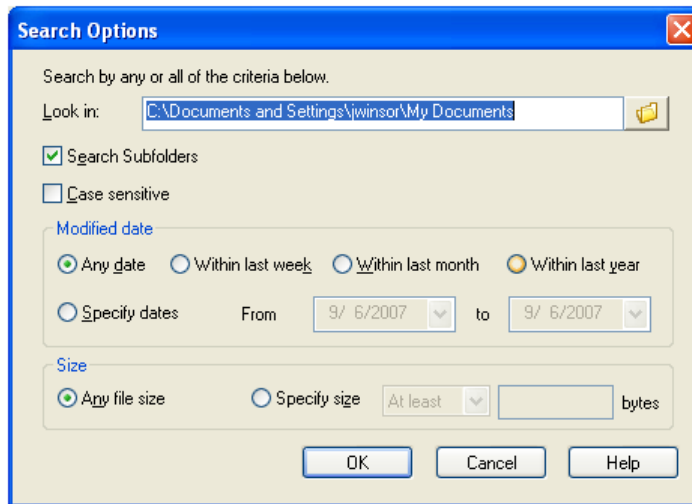 Search Options
Search by any or all of the criteria below.
Look in: C:\Documents and Settings\jwinsor\My Documents
Search Subfolders
Case sensitive
Modified date
Any date Within last week Within last month Within last year
Specify dates From 9/ 6/2007 to 9/ 6/2007
Size
Any file size Specify size At least bytes
OK Cancel Help